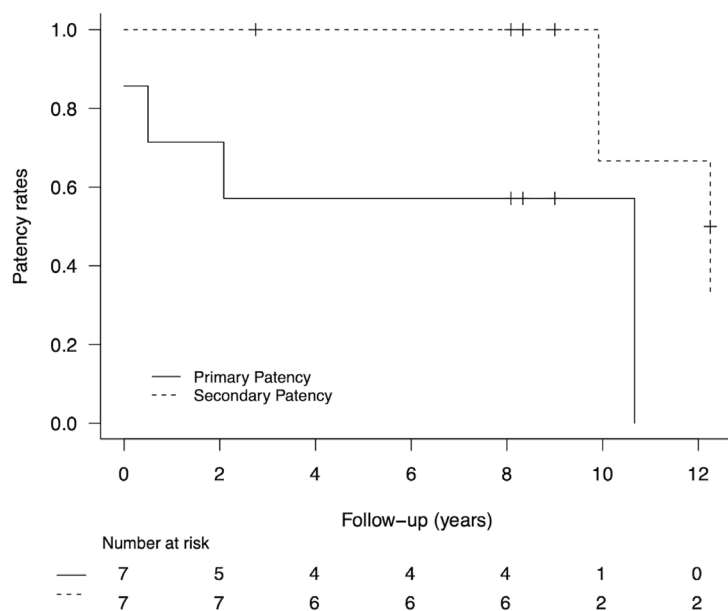 1.0
0.8
0.6
0.4
0.2
0.0
Patency rates
Primary Patency
Secondary Patency
0 2 4 6 8 10 12
Follow−up (years)
Number at risk
7 5 4 4 4 1 0
7 7 6 6 6 2 2